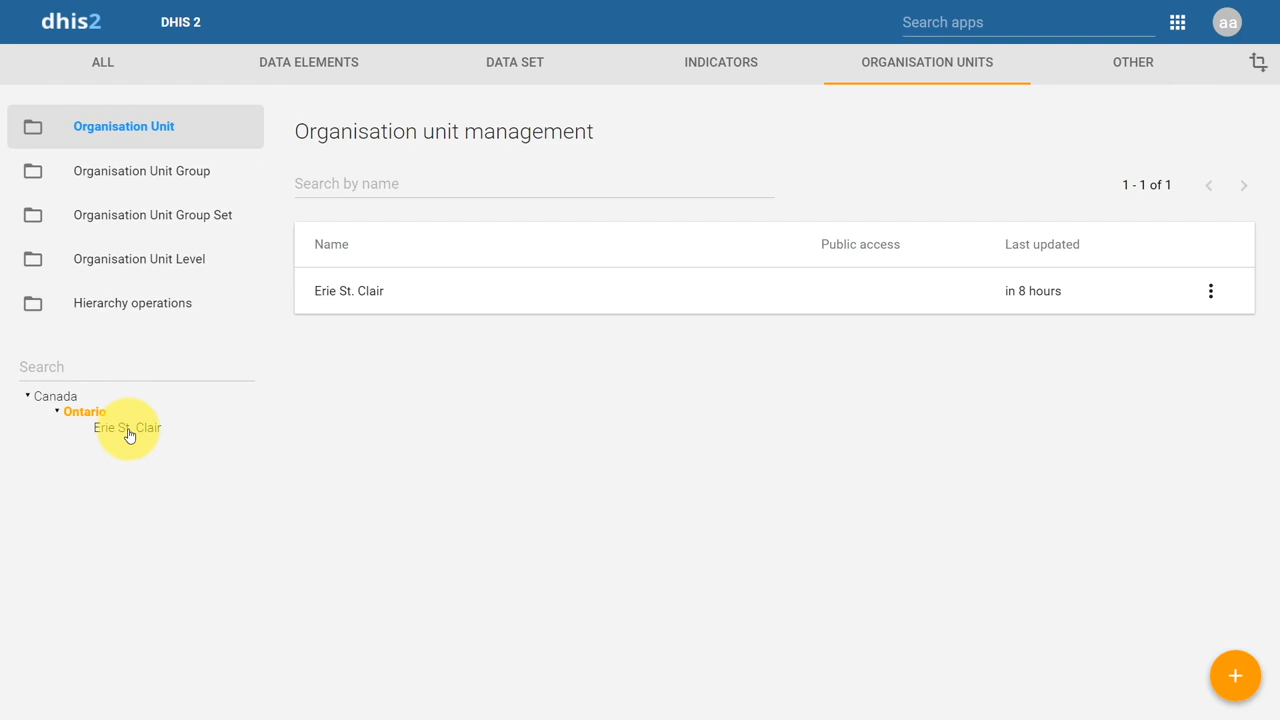 dhis2
DHIS 2
Search apps
aa
ALL
DATA ELEMENTS
DATA SET
INDICATORS
ORGANISATION UNITS
OTHER
Organisation Unit
Organisation Unit Group
Organisation Unit Group Set
Organisation Unit Level
Hierarchy operations
Search
Canada
Ontario
Erie St. Clair
Organisation unit management
Search by name
1 - 1 of 1
Name Public access Last updated
Erie St. Clair in 8 hours